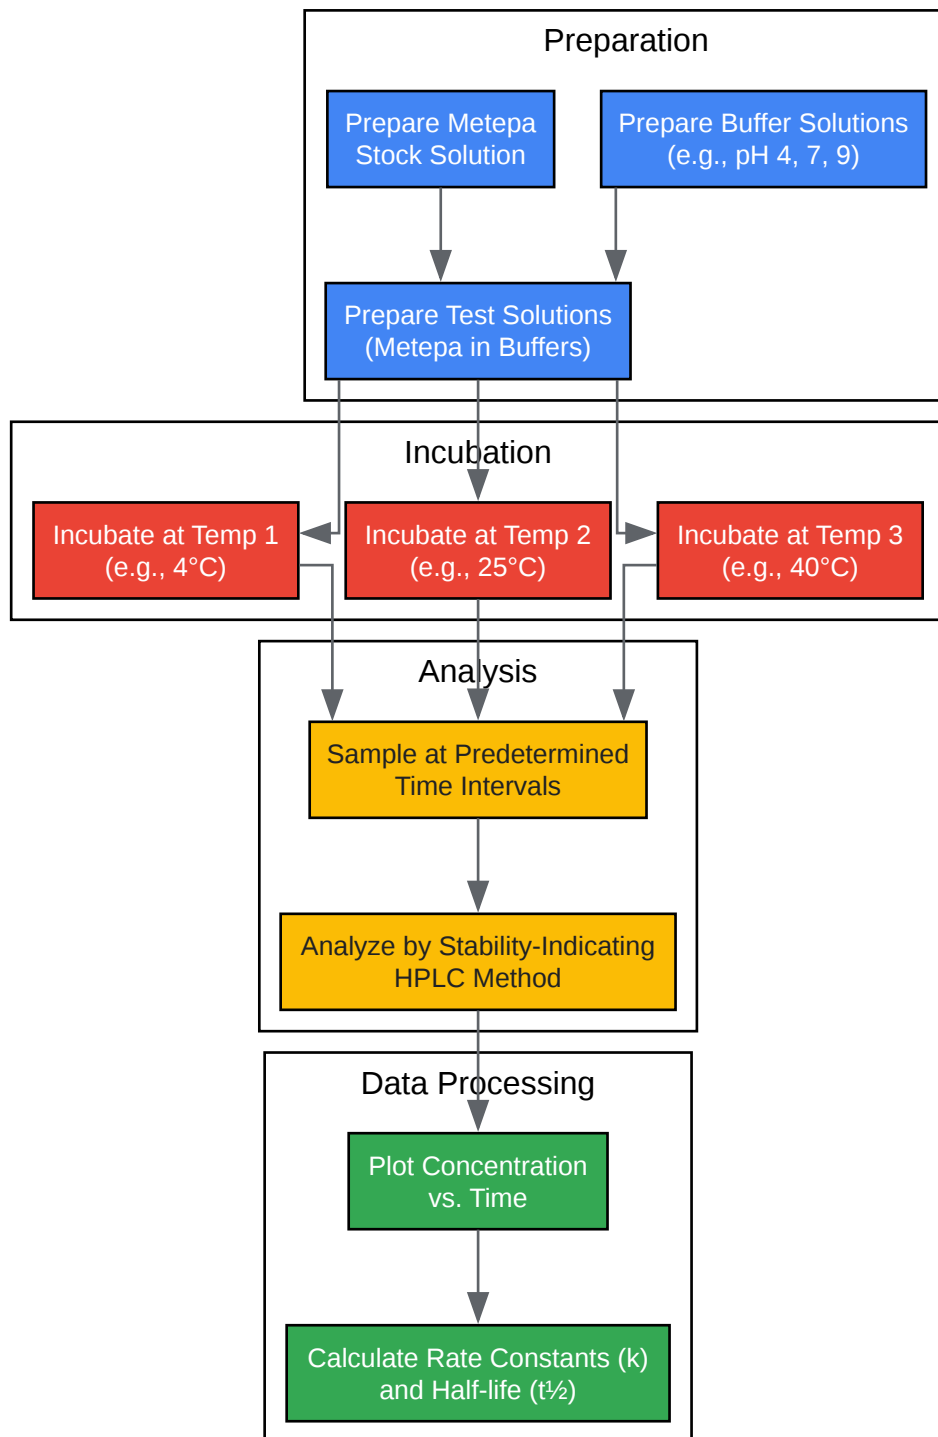 Preparation
Prepare Metepa
Stock Solution
Prepare Buffer Solutions
(e.g., pH 4, 7, 9)
Prepare Test Solutions
(Metepa in Buffers)
Incubation
Incubate at Temp 1
(e.g., 4°C)
Incubate at Temp 2
(e.g., 25°C)
Incubate at Temp 3
(e.g., 40°C)
Analysis
Sample at Predetermined
Time Intervals
Analyze by Stability-Indicating
HPLC Method
Data Processing
Plot Concentration
vs. Time
Calculate Rate Constants (k)
and Half-life (t½)